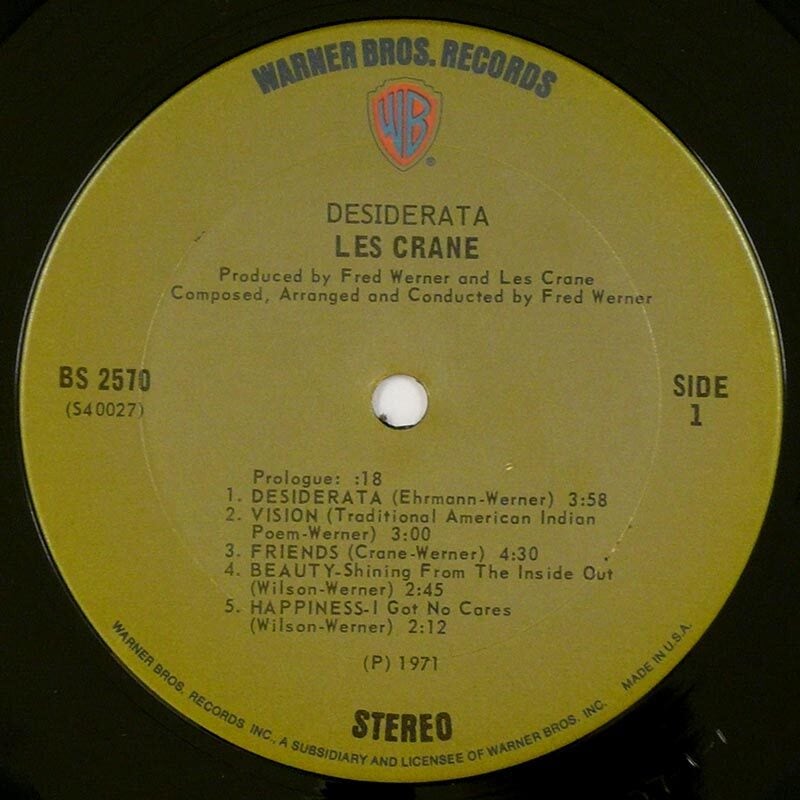 WARNER BROS. RECORDS
WB
®
DESIDERATA
LES CRANE
Produced by Fred Werner and Les Crane
Composed, Arranged and Conducted by Fred Werner
BS 2570
(S40027)
SIDE
1
Prologue: :18
1. DESIDERATA (Ehrmann-Werner) 3:58
2. VISION (Traditional American Indian
Poem-Werner) 3:00
3. FRIENDS (Crane-Werner) 4:30
4. BEAUTY-Shining From The Inside Out
(Wilson-Werner) 2:45
5. HAPPINESS-I Got No Cares
(Wilson-Werner) 2:12
(P) 1971
STEREO
WARNER BROS. RECORDS INC., A SUBSIDIARY AND LICENSEE OF WARNER BROS. INC. MADE IN U.S.A.